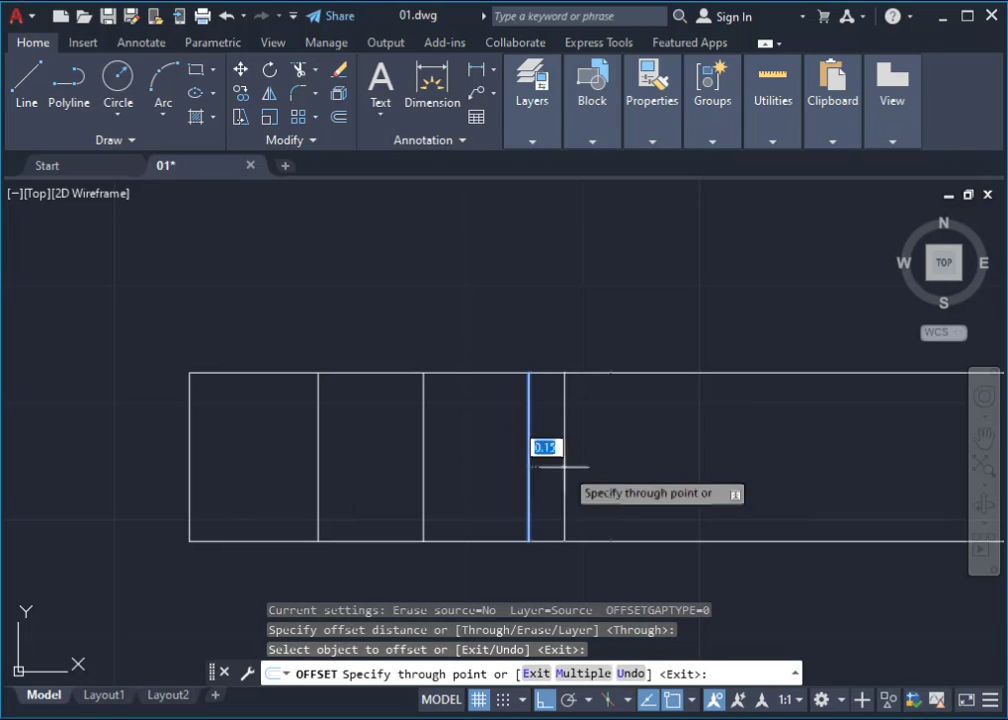 A Share 01.dwg Type a keyword or phrase Sign In ?
Home Insert Annotate Parametric View Manage Output Add-ins Collaborate Express Tools Featured Apps
Line Polyline Circle Arc A Text Dimension Layers Block Properties Groups Utilities Clipboard View
Draw Modify Annotation
Start 01*
[−][Top][2D Wireframe]
N
W TOP E
S
WCS
0.15
Specify through point or
Current settings: Erase source=No Layer=Source OFFSETGAPTYPE=0
Y
Specify offset distance or [Through/Erase/Layer] <Through>:
Select object to offset or [Exit/Undo] <Exit>:
X
OFFSET Specify through point or [Exit Multiple Undo] <Exit>:
Model Layout1 Layout2 + MODEL 1:1